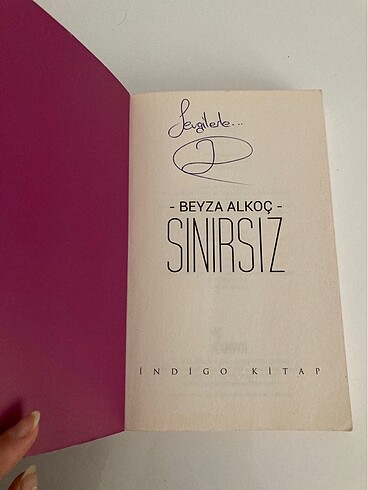 Sevgilerle...
- BEYZA ALKOÇ -
SINIRSIZ
İNDİGO KİTAP